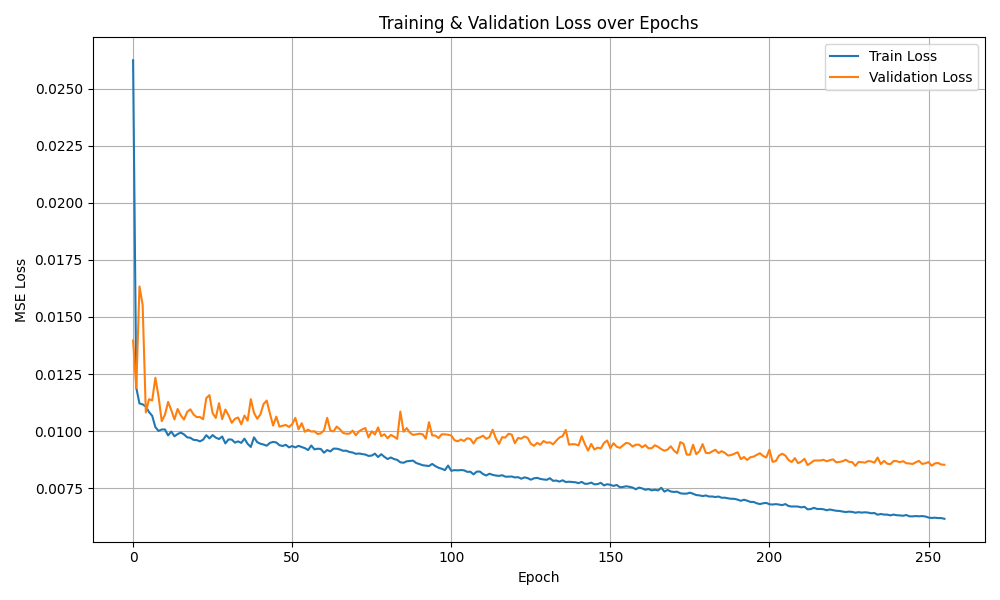 Training & Validation Loss over Epochs
Train Loss
Validation Loss
MSE Loss
0.0250
0.0225
0.0200
0.0175
0.0150
0.0125
0.0100
0.0075
0 50 100 150 200 250
Epoch